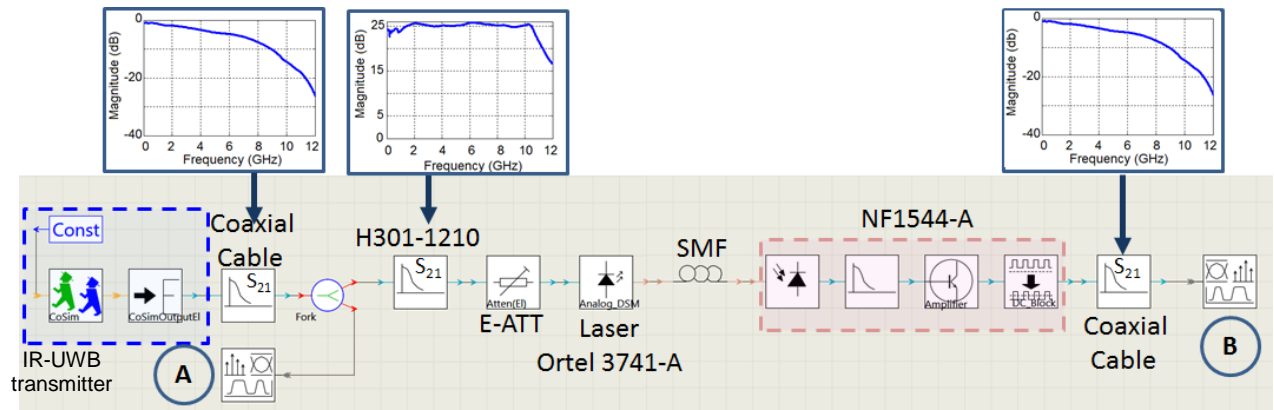 0
-20
-40
Magnitude (dB)
0 2 4 6 8 10 12
Frequency (GHz)
25
15
5
0
Magnitude (dB)
0 2 4 6 8 10 12
Frequency (GHz)
0
-20
-40
Magnitude (db)
0 2 4 6 8 10 12
Frequency (GHz)
Const
CoSim
CoSimOutputEl
IR-UWB
transmitter
A
Coaxial
Cable
S21
Fork
H301-1210
S21
Atten(El)
E-ATT
Analog_DSM
Laser
Ortel 3741-A
SMF
NF1544-A
Amplifier
DC_Block
S21
Coaxial
Cable
B